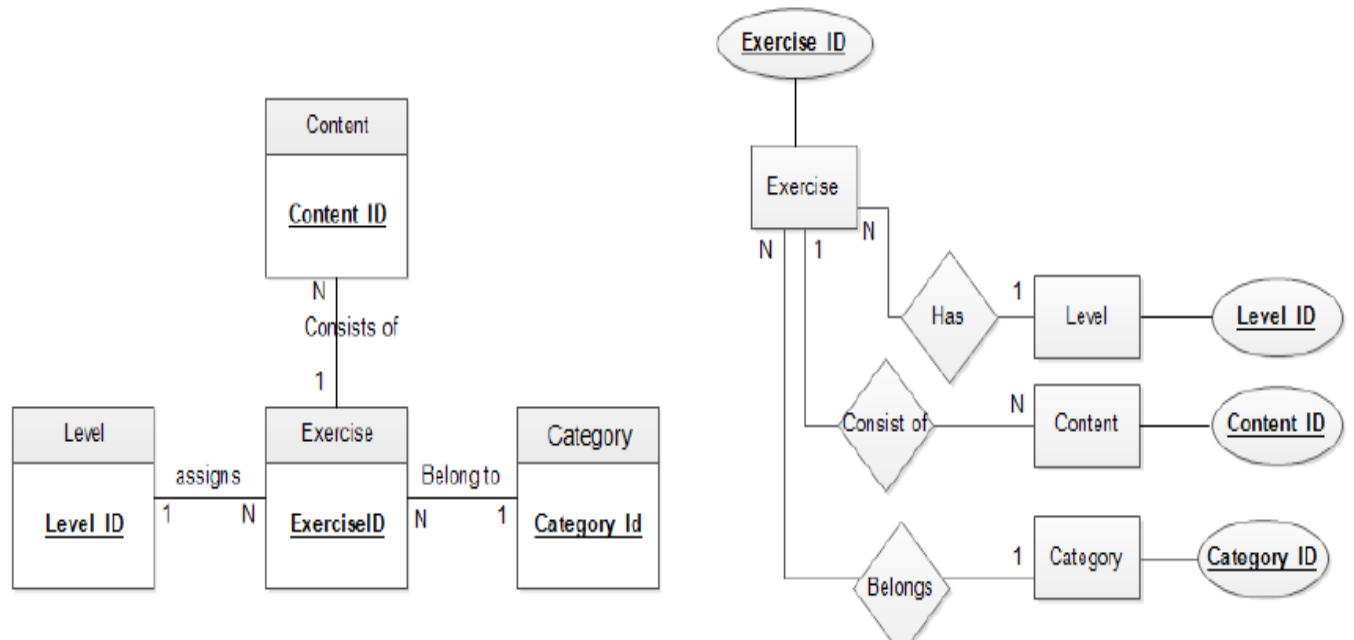 Content
Content ID
N
Consists of
1
Level
Level ID
assigns
1
N
Exercise
ExerciseID
Belong to
N
1
Category
Category Id
Exercise ID
Exercise
N
1
N
Has
1
Level
Level ID
Consist of
N
Content
Content ID
Belongs
1
Category
Category ID